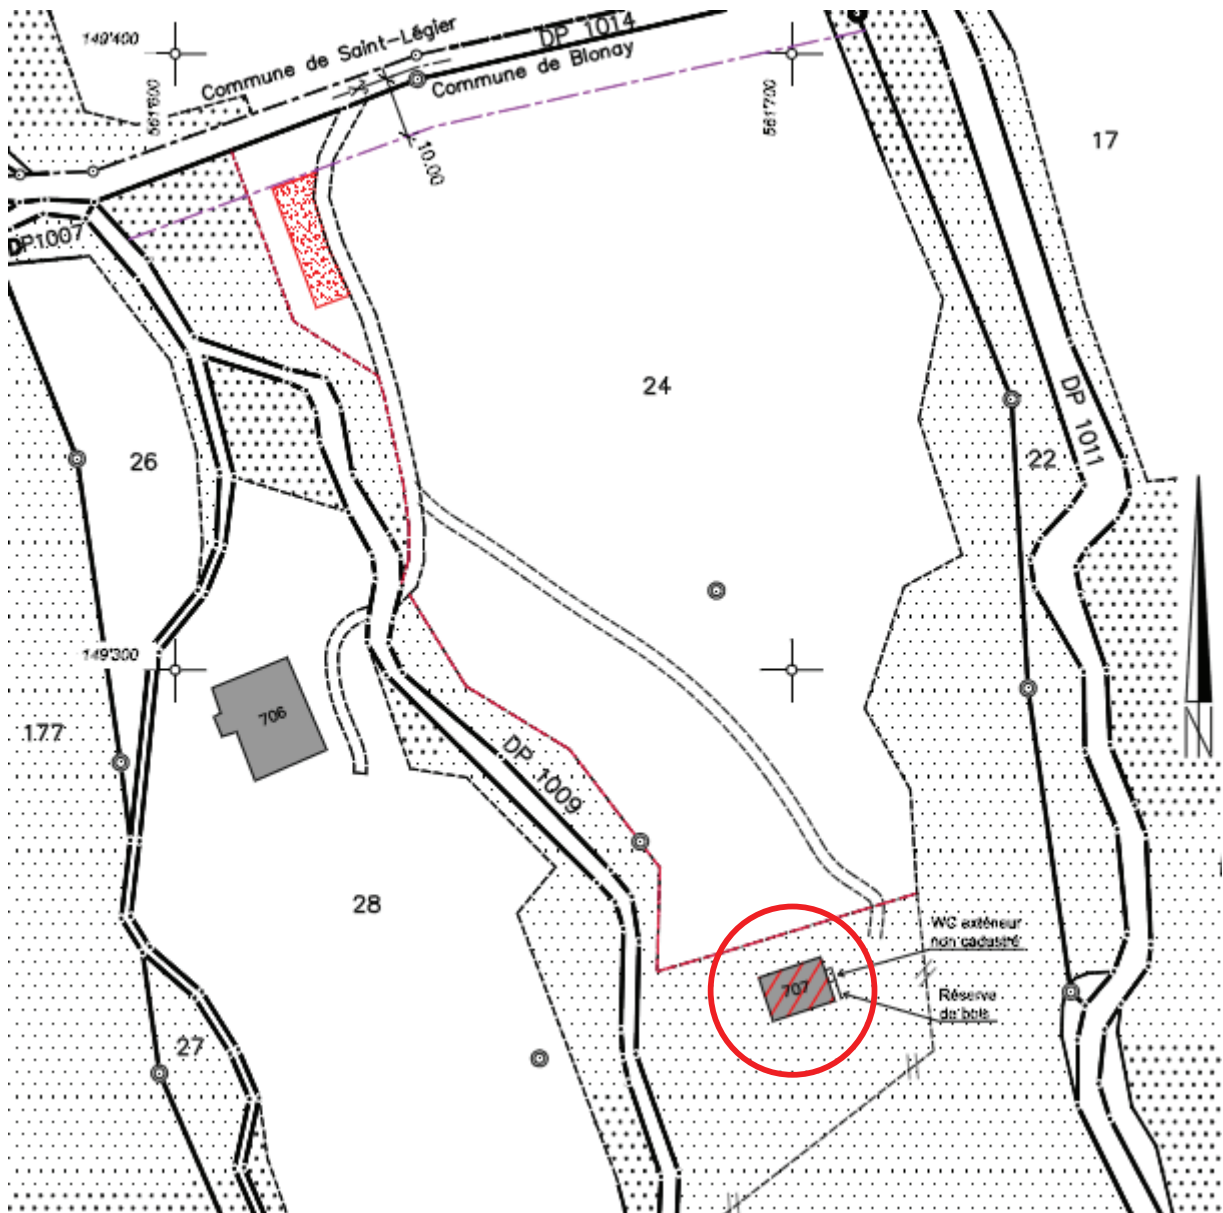 149'400
Commune de Saint-Légier
DP 1014
Commune de Blonay
561'600
561'700
10.00
17
DP1007
24
26
22
DP 1011
149'300
706
177
DP 1009
28
N
WC extérieur
non cadastré
707
Réserve
de bois
27